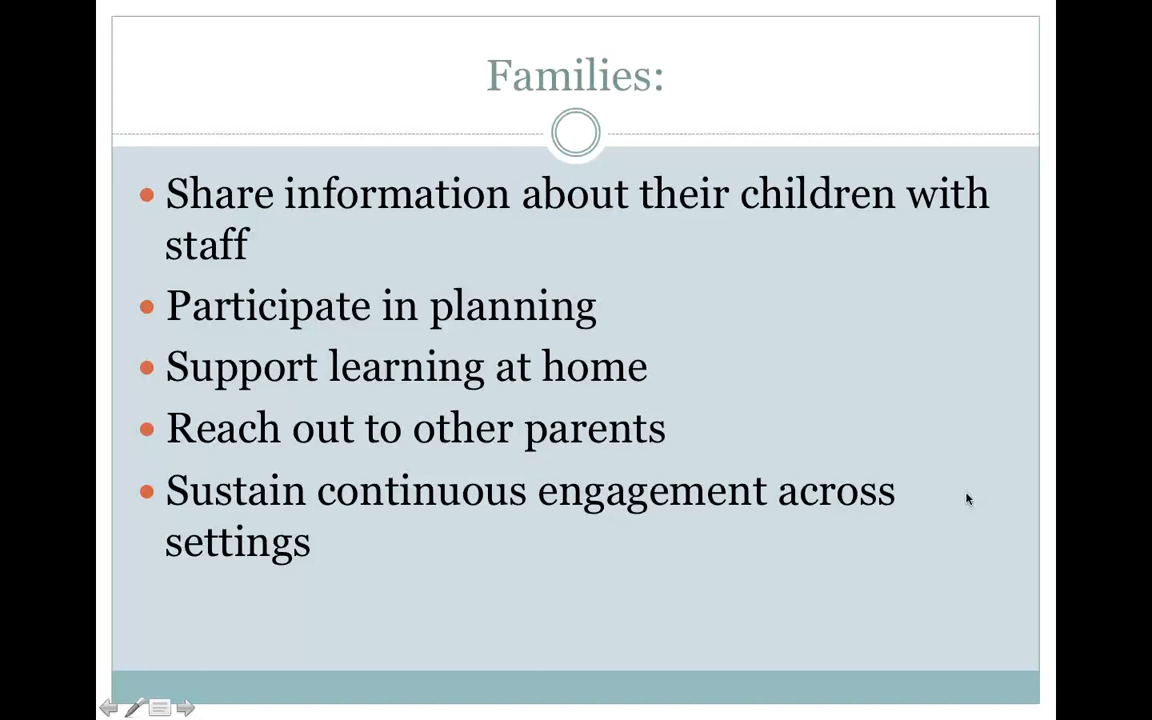 Families:
• Share information about their children with
staff
• Participate in planning
• Support learning at home
• Reach out to other parents
• Sustain continuous engagement across
settings